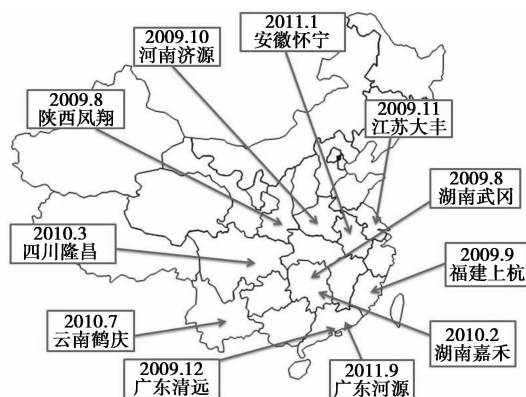 2011.1
安徽怀宁
2009.10
河南济源
2009.8
陕西凤翔
2009.11
江苏大丰
2009.8
湖南武冈
2010.3
四川隆昌
2009.9
福建上杭
2010.7
云南鹤庆
2010.2
湖南嘉禾
2009.12
广东清远
2011.9
广东河源